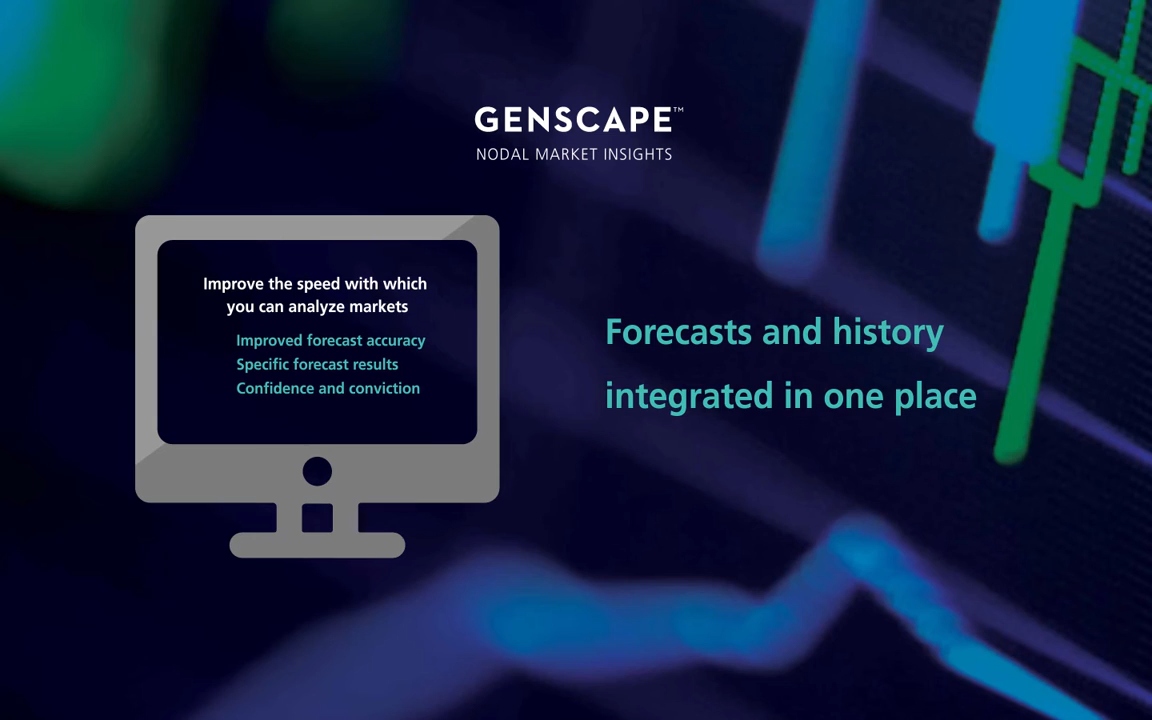 GENSCAPE™
NODAL MARKET INSIGHTS
Improve the speed with which
you can analyze markets
Improved forecast accuracy
Specific forecast results
Confidence and conviction
Forecasts and history
integrated in one place